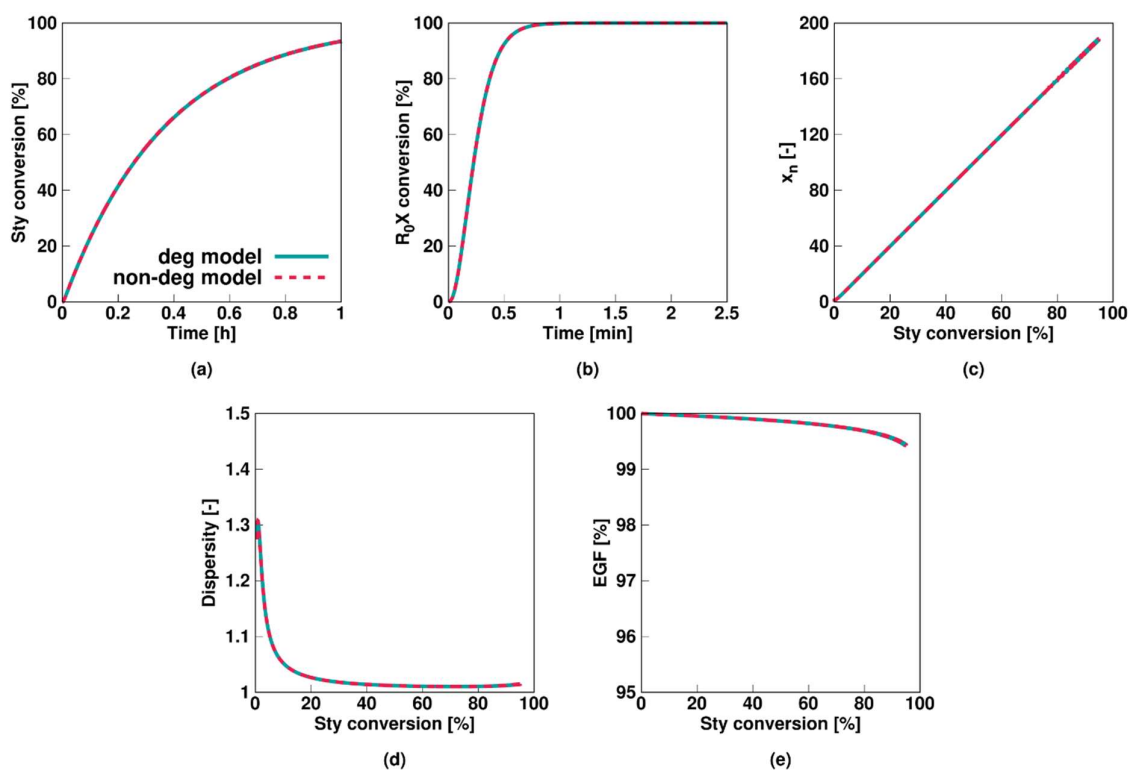 100
80
60
40
20
0
Sty conversion [%]
deg model
non-deg model
0 0.2 0.4 0.6 0.8 1
Time [h]
(a)
100
80
60
40
20
0
R₀X conversion [%]
0 0.5 1 1.5 2 2.5
Time [min]
(b)
200
160
120
80
40
0
xₙ [-]
0 20 40 60 80 100
Sty conversion [%]
(c)
1.5
1.4
1.3
1.2
1.1
1
Dispersity [-]
0 20 40 60 80 100
Sty conversion [%]
(d)
100
99
98
97
96
95
EGF [%]
0 20 40 60 80 100
Sty conversion [%]
(e)